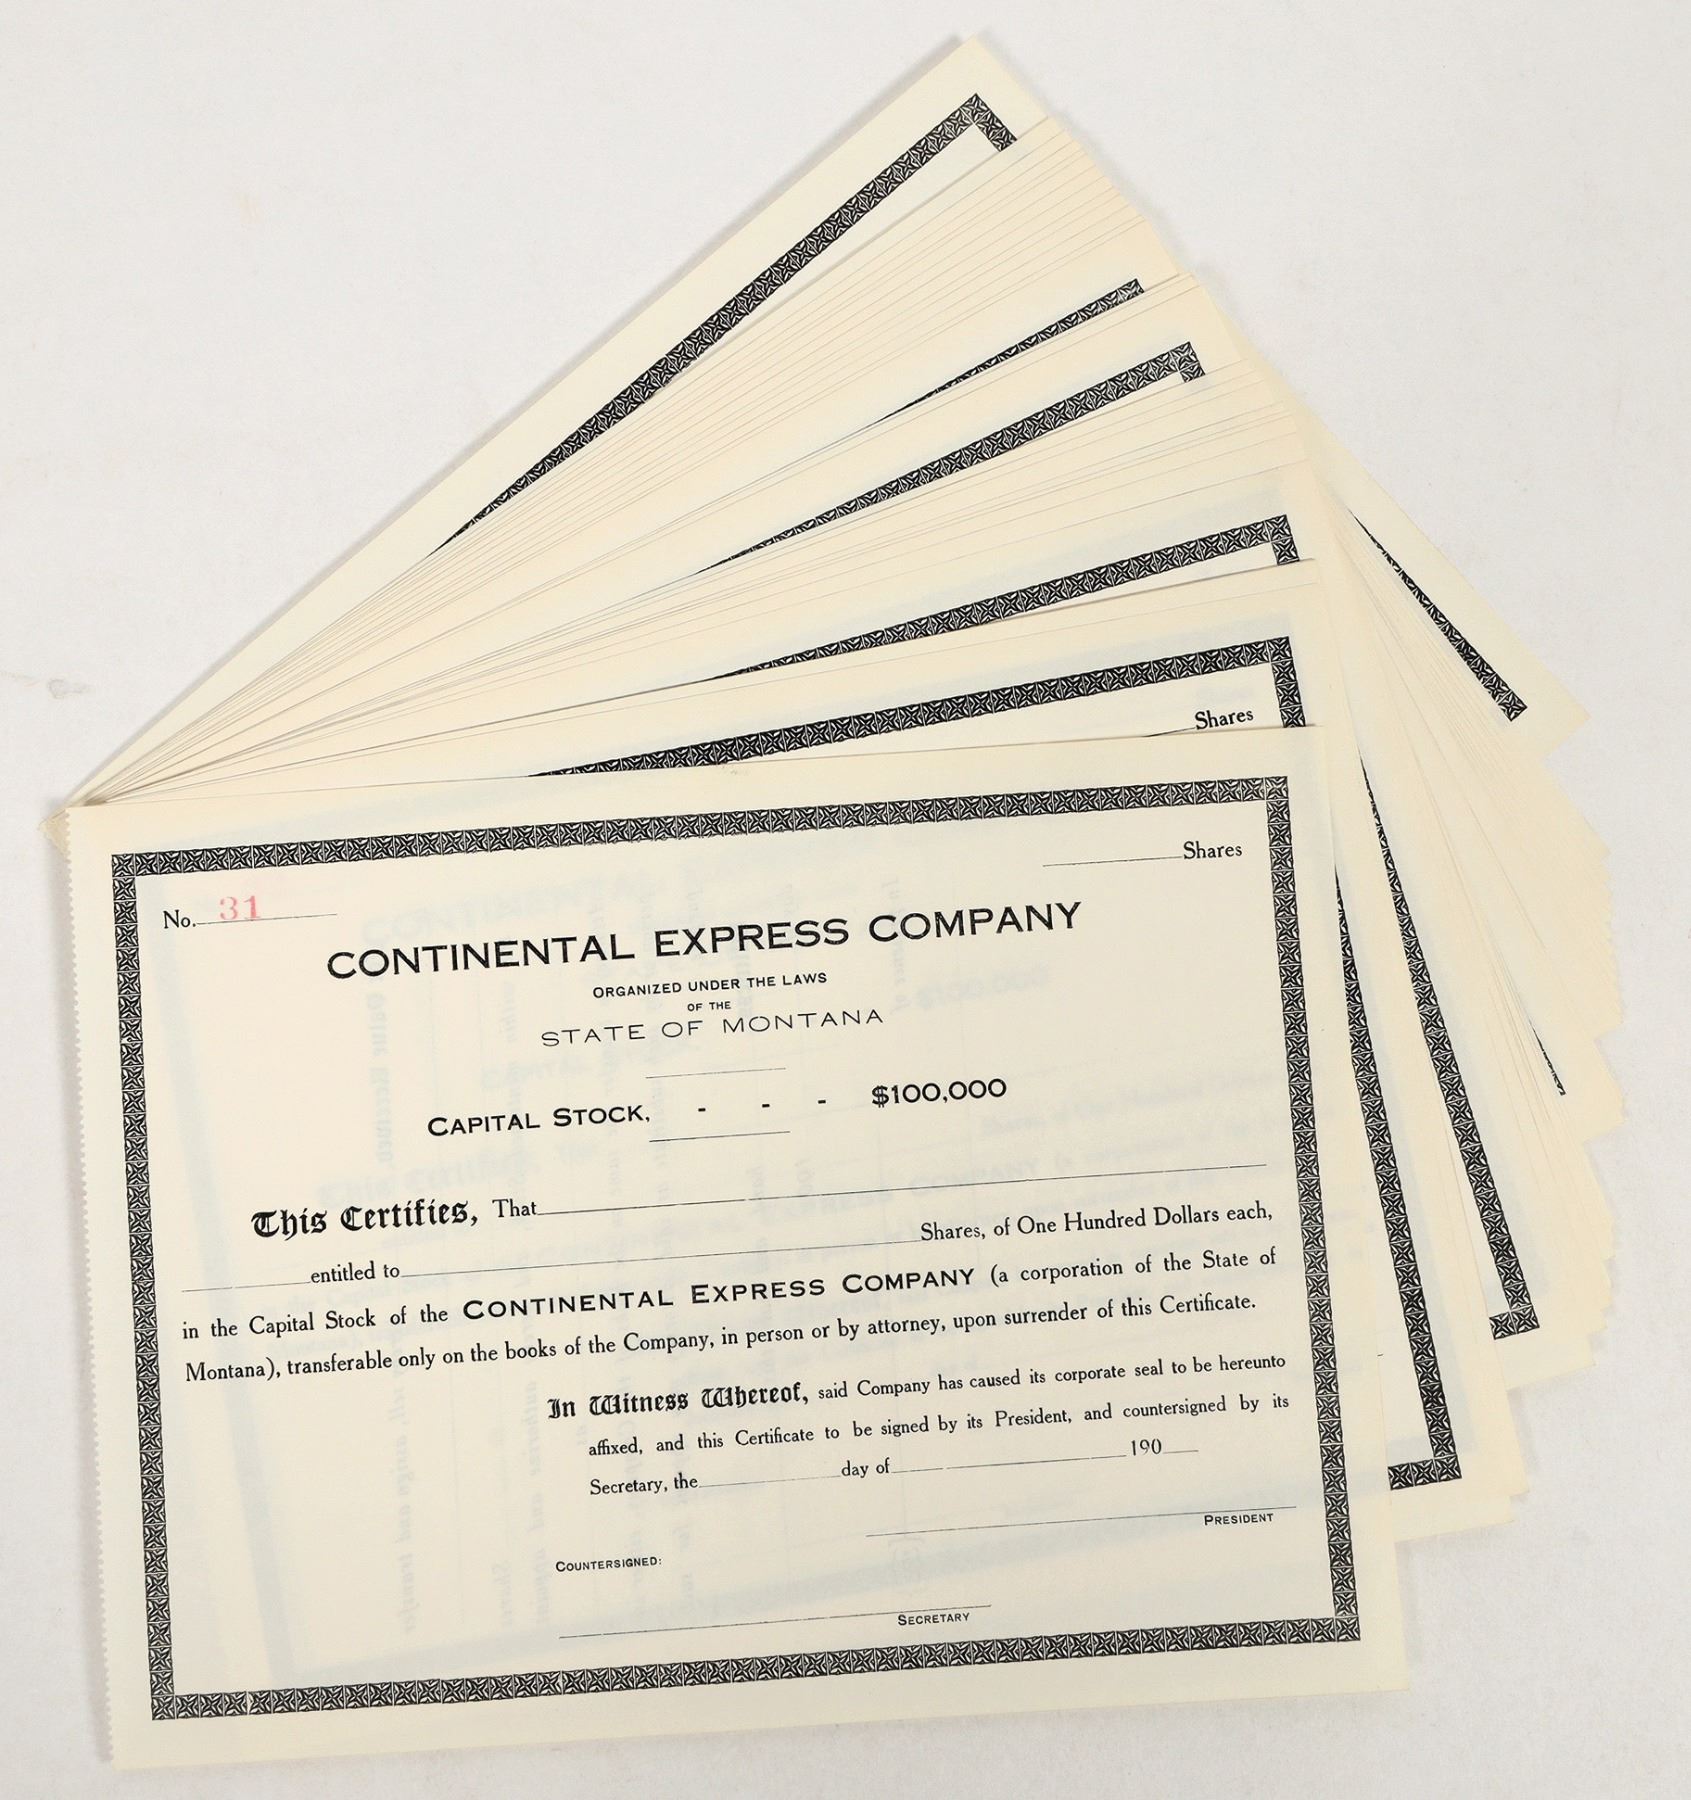 Shares
Shares
No. 31
CONTINENTAL EXPRESS COMPANY
ORGANIZED UNDER THE LAWS
OF THE
STATE OF MONTANA
CAPITAL STOCK, - - - $100,000
This Certifies, That
Shares, of One Hundred Dollars each,
entitled to
in the Capital Stock of the CONTINENTAL EXPRESS COMPANY (a corporation of the State of
Montana), transferable only on the books of the Company, in person or by attorney, upon surrender of this Certificate.
In Witness Whereof, said Company has caused its corporate seal to be hereunto
affixed, and this Certificate to be signed by its President, and countersigned by its
Secretary, the day of 190
PRESIDENT
COUNTERSIGNED:
SECRETARY